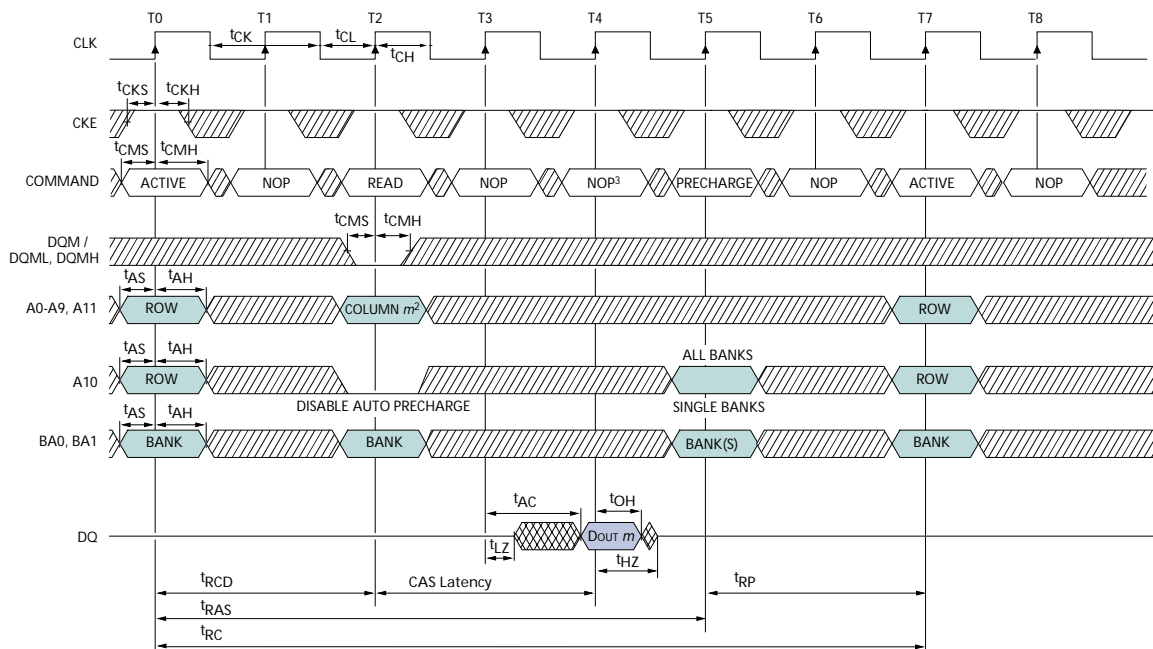 T0 T1 T2 T3 T4 T5 T6 T7 T8
CLK
tCK tCL tCH
tCKS tCKH
CKE
tCMS tCMH
COMMAND ACTIVE NOP READ NOP NOP3 PRECHARGE NOP ACTIVE NOP
tCMS tCMH
DQM /
DQML, DQMH
tAS tAH
A0-A9, A11 ROW COLUMN m2 ROW
tAS tAH
ALL BANKS
A10 ROW ROW
DISABLE AUTO PRECHARGE SINGLE BANKS
tAS tAH
BA0, BA1 BANK BANK BANK(S) BANK
tAC tOH
DQ DOUT m
tLZ tHZ
tRCD CAS Latency tRP
tRAS
tRC